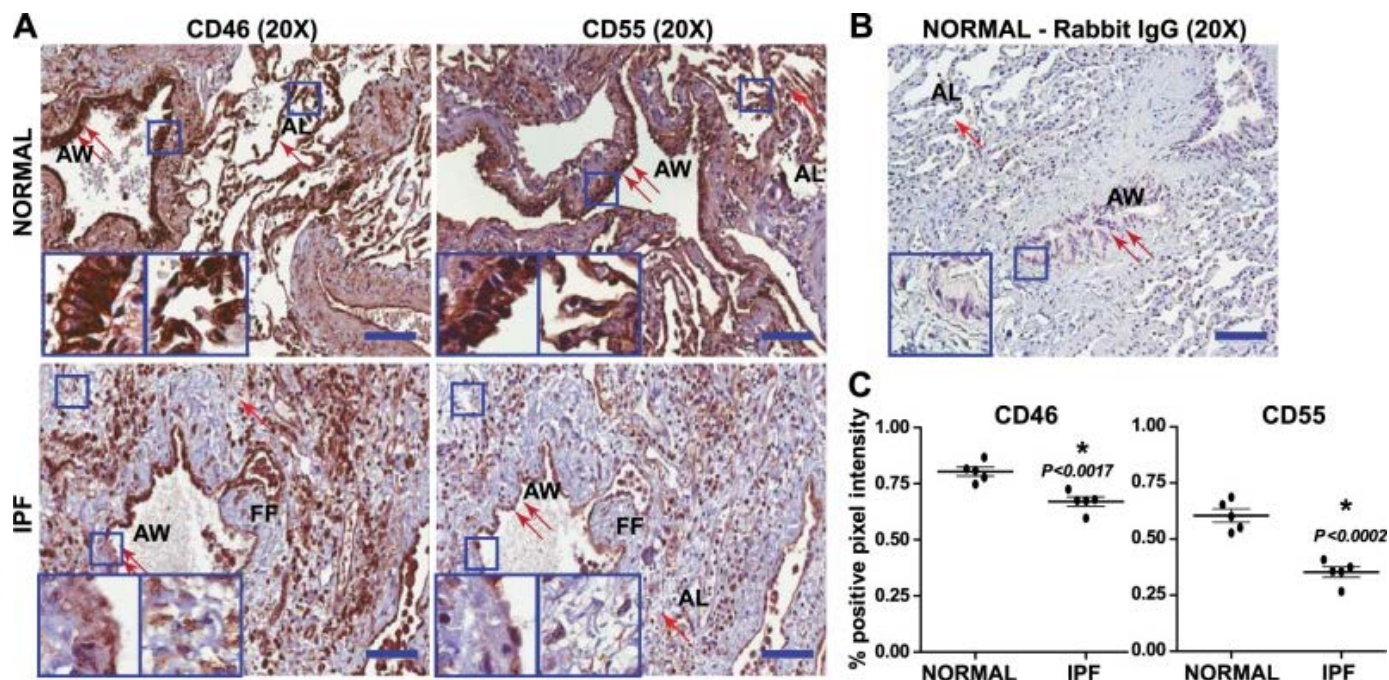 A
CD46 (20X)
CD55 (20X)
NORMAL
AW
AL
AW
AL
IPF
AW
FF
AW
FF
AL
B
NORMAL - Rabbit IgG (20X)
AL
AW
C
% positive pixel intensity
CD46
1.00
0.75
0.50
0.25
0.00
*
P<0.0017
NORMAL
IPF
CD55
1.00
0.75
0.50
0.25
0.00
*
P<0.0002
NORMAL
IPF